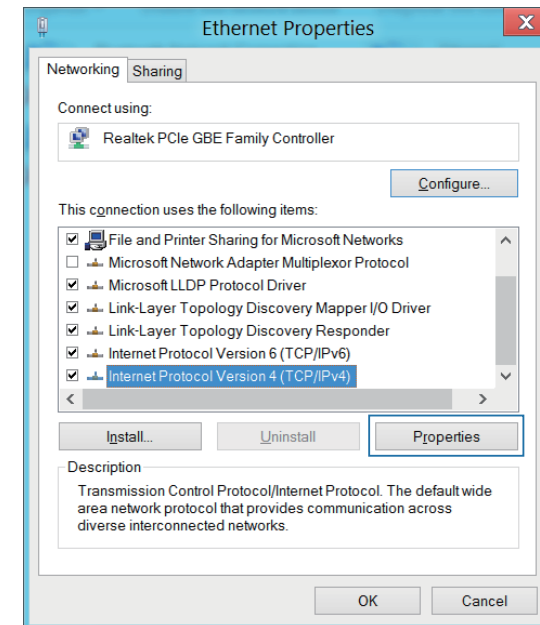 Ethernet Properties
X
Networking Sharing
Connect using:
Realtek PCIe GBE Family Controller
Configure...
This connection uses the following items:
File and Printer Sharing for Microsoft Networks
Microsoft Network Adapter Multiplexor Protocol
Microsoft LLDP Protocol Driver
Link-Layer Topology Discovery Mapper I/O Driver
Link-Layer Topology Discovery Responder
Internet Protocol Version 6 (TCP/IPv6)
Internet Protocol Version 4 (TCP/IPv4)
Install... Uninstall Properties
Description
Transmission Control Protocol/Internet Protocol. The default wide
area network protocol that provides communication across
diverse interconnected networks.
OK Cancel